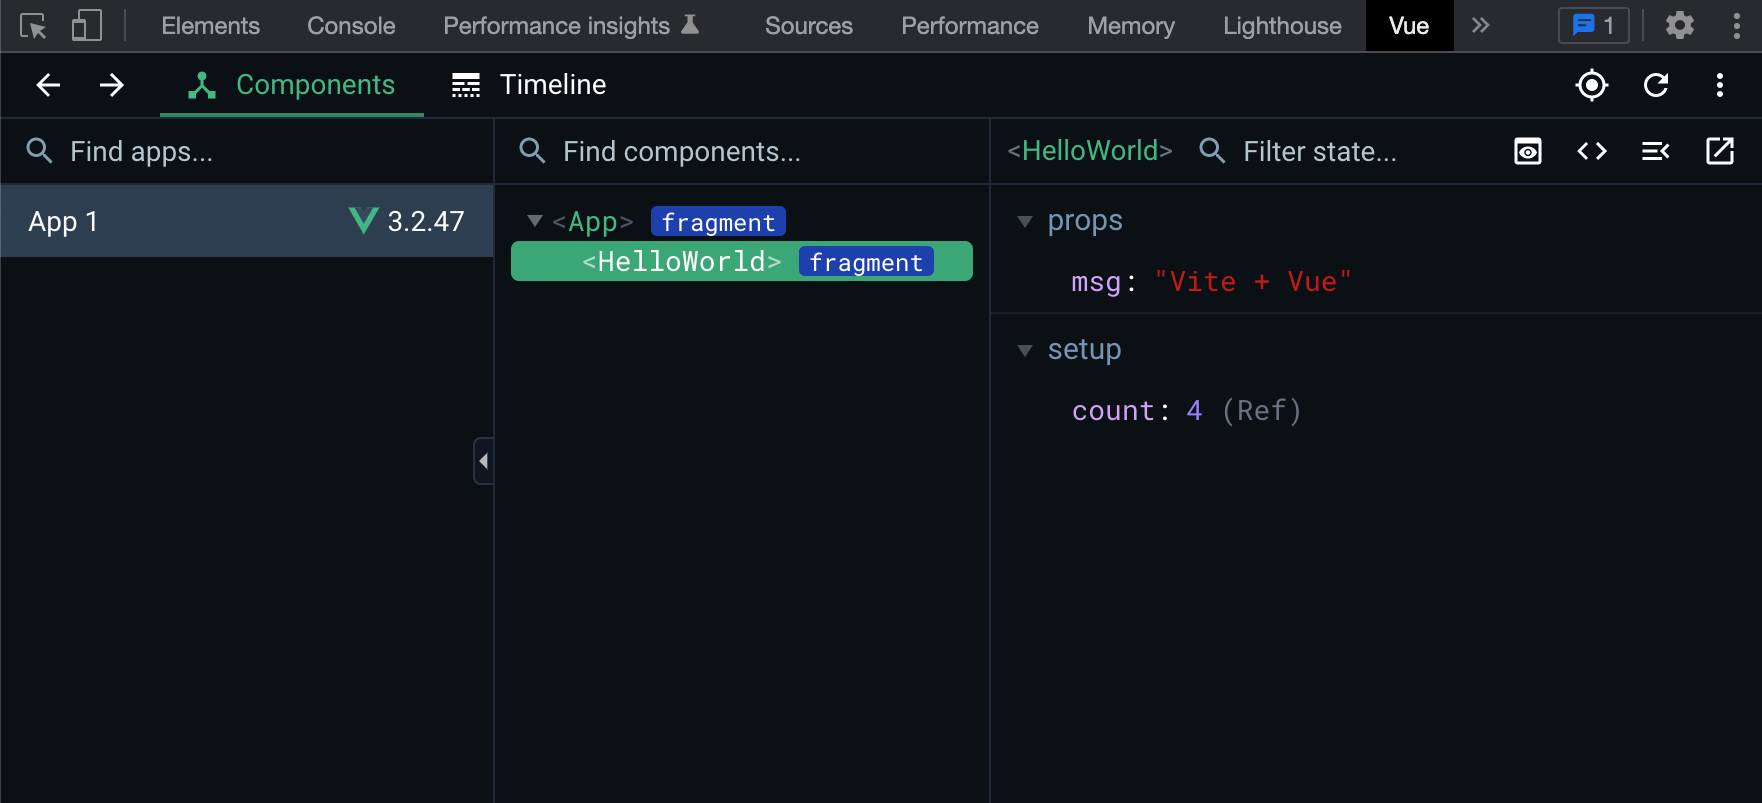 Elements Console Performance insights Sources Performance Memory Lighthouse Vue 1
Components Timeline
Find apps... Find components... <HelloWorld> Filter state...
App 1 3.2.47 <App> fragment props
<HelloWorld> fragment
msg: "Vite + Vue"
setup
count: 4 (Ref)